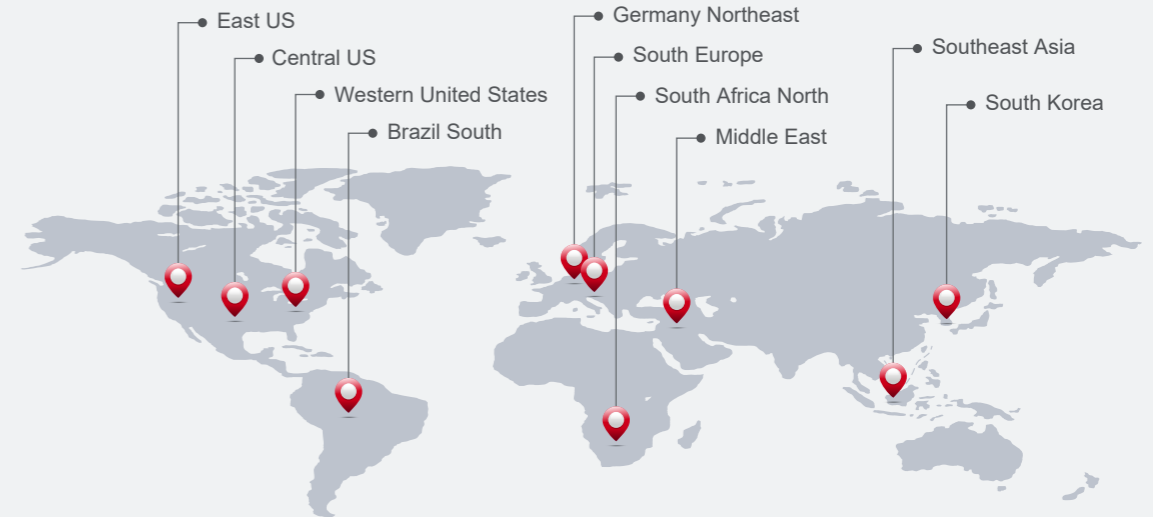 East US
Central US
Western United States
Brazil South
Germany Northeast
South Europe
South Africa North
Middle East
Southeast Asia
South Korea